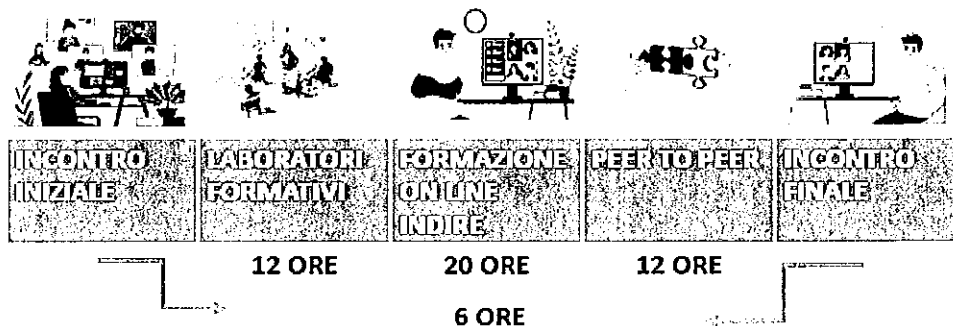 INCONTRO
INIZIALE
LABORATORI
FORMATIVI
FORMAZIONE
ON LINE
INDIRE
PEER TO PEER
INCONTRO
FINALE
12 ORE
20 ORE
12 ORE
6 ORE